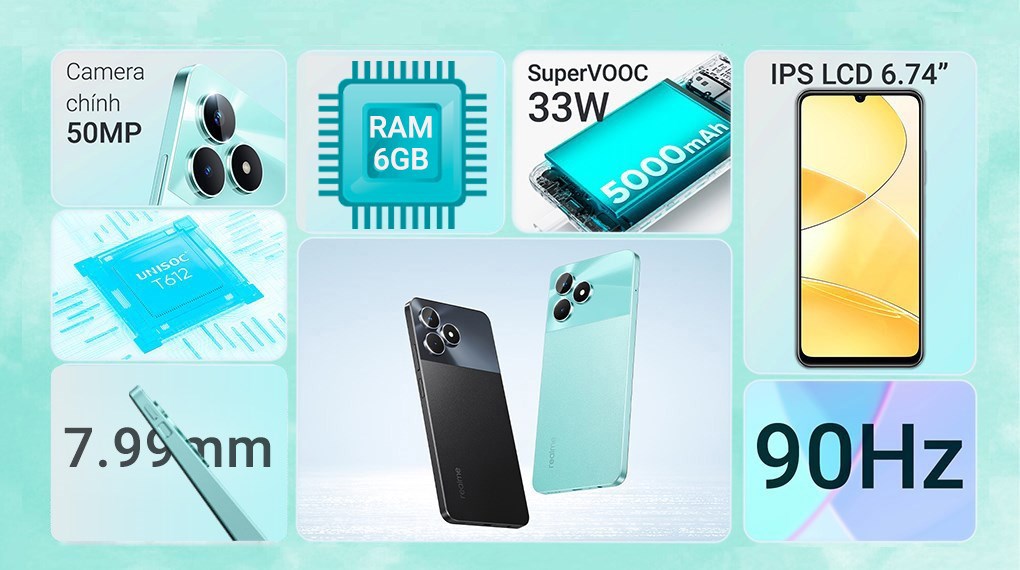 Camera
chính
50MP
RAM
6GB
SuperVOOC
33W
5000mAh
IPS LCD 6.74”
UNISOC
T612
7.99mm
realme
realme
90Hz